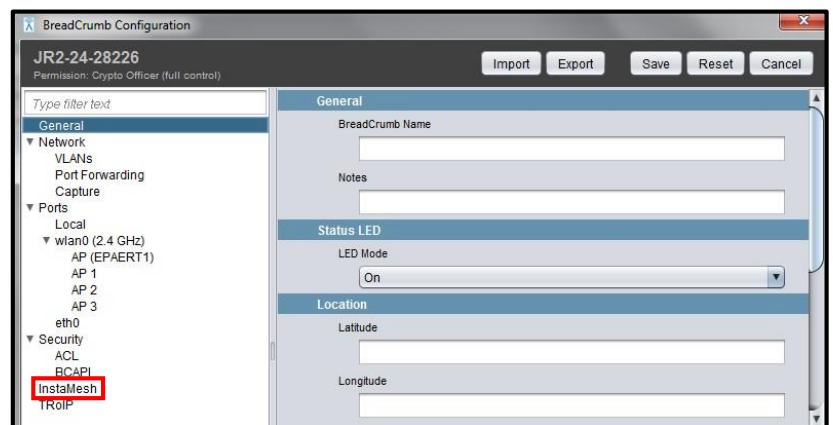 BreadCrumb Configuration
JR2-24-28226
Permission: Crypto Officer (full control)
Import
Export
Save
Reset
Cancel
Type filter text
General
Network
VLANs
Port Forwarding
Capture
Ports
Local
wlan0 (2.4 GHz)
AP (EPAERT1)
AP 1
AP 2
AP 3
eth0
Security
ACL
BCAPI
InstaMesh
TRoIP
General
BreadCrumb Name
Notes
Status LED
LED Mode
On
Location
Latitude
Longitude